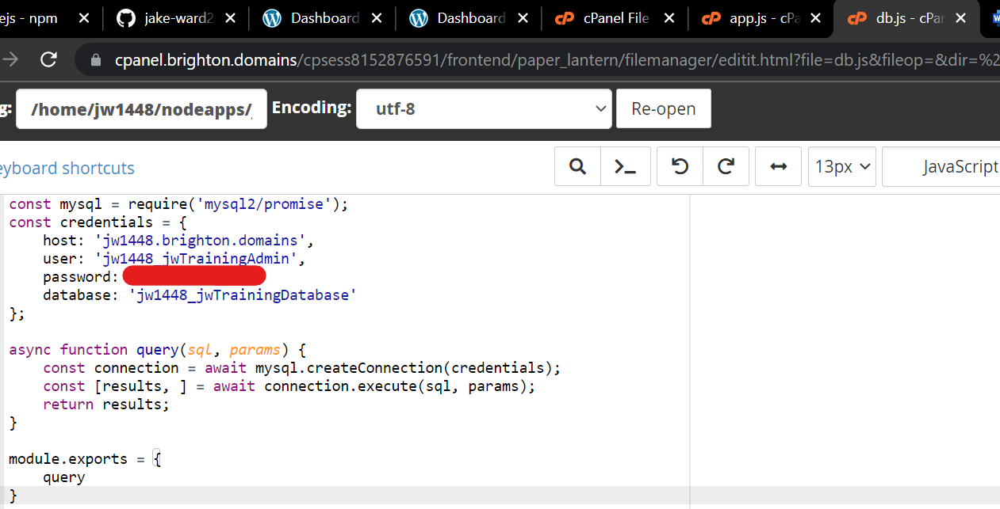 ejs - npm jake-ward2 Dashboard Dashboard cPanel File app.js - cPa db.js - cPan
cpanel.brighton.domains/cpsess8152876591/frontend/paper_lantern/filemanager/editit.html?file=db.js&fileop=&dir=%2
g: /home/jw1448/nodeapps/ Encoding: utf-8 Re-open
eyboard shortcuts 13px JavaScript
const mysql = require('mysql2/promise');
const credentials = {
host: 'jw1448.brighton.domains',
user: 'jw1448_jwTrainingAdmin',
password:
database: 'jw1448_jwTrainingDatabase'
};
async function query(sql, params) {
const connection = await mysql.createConnection(credentials);
const [results, ] = await connection.execute(sql, params);
return results;
}
module.exports = {
query
}